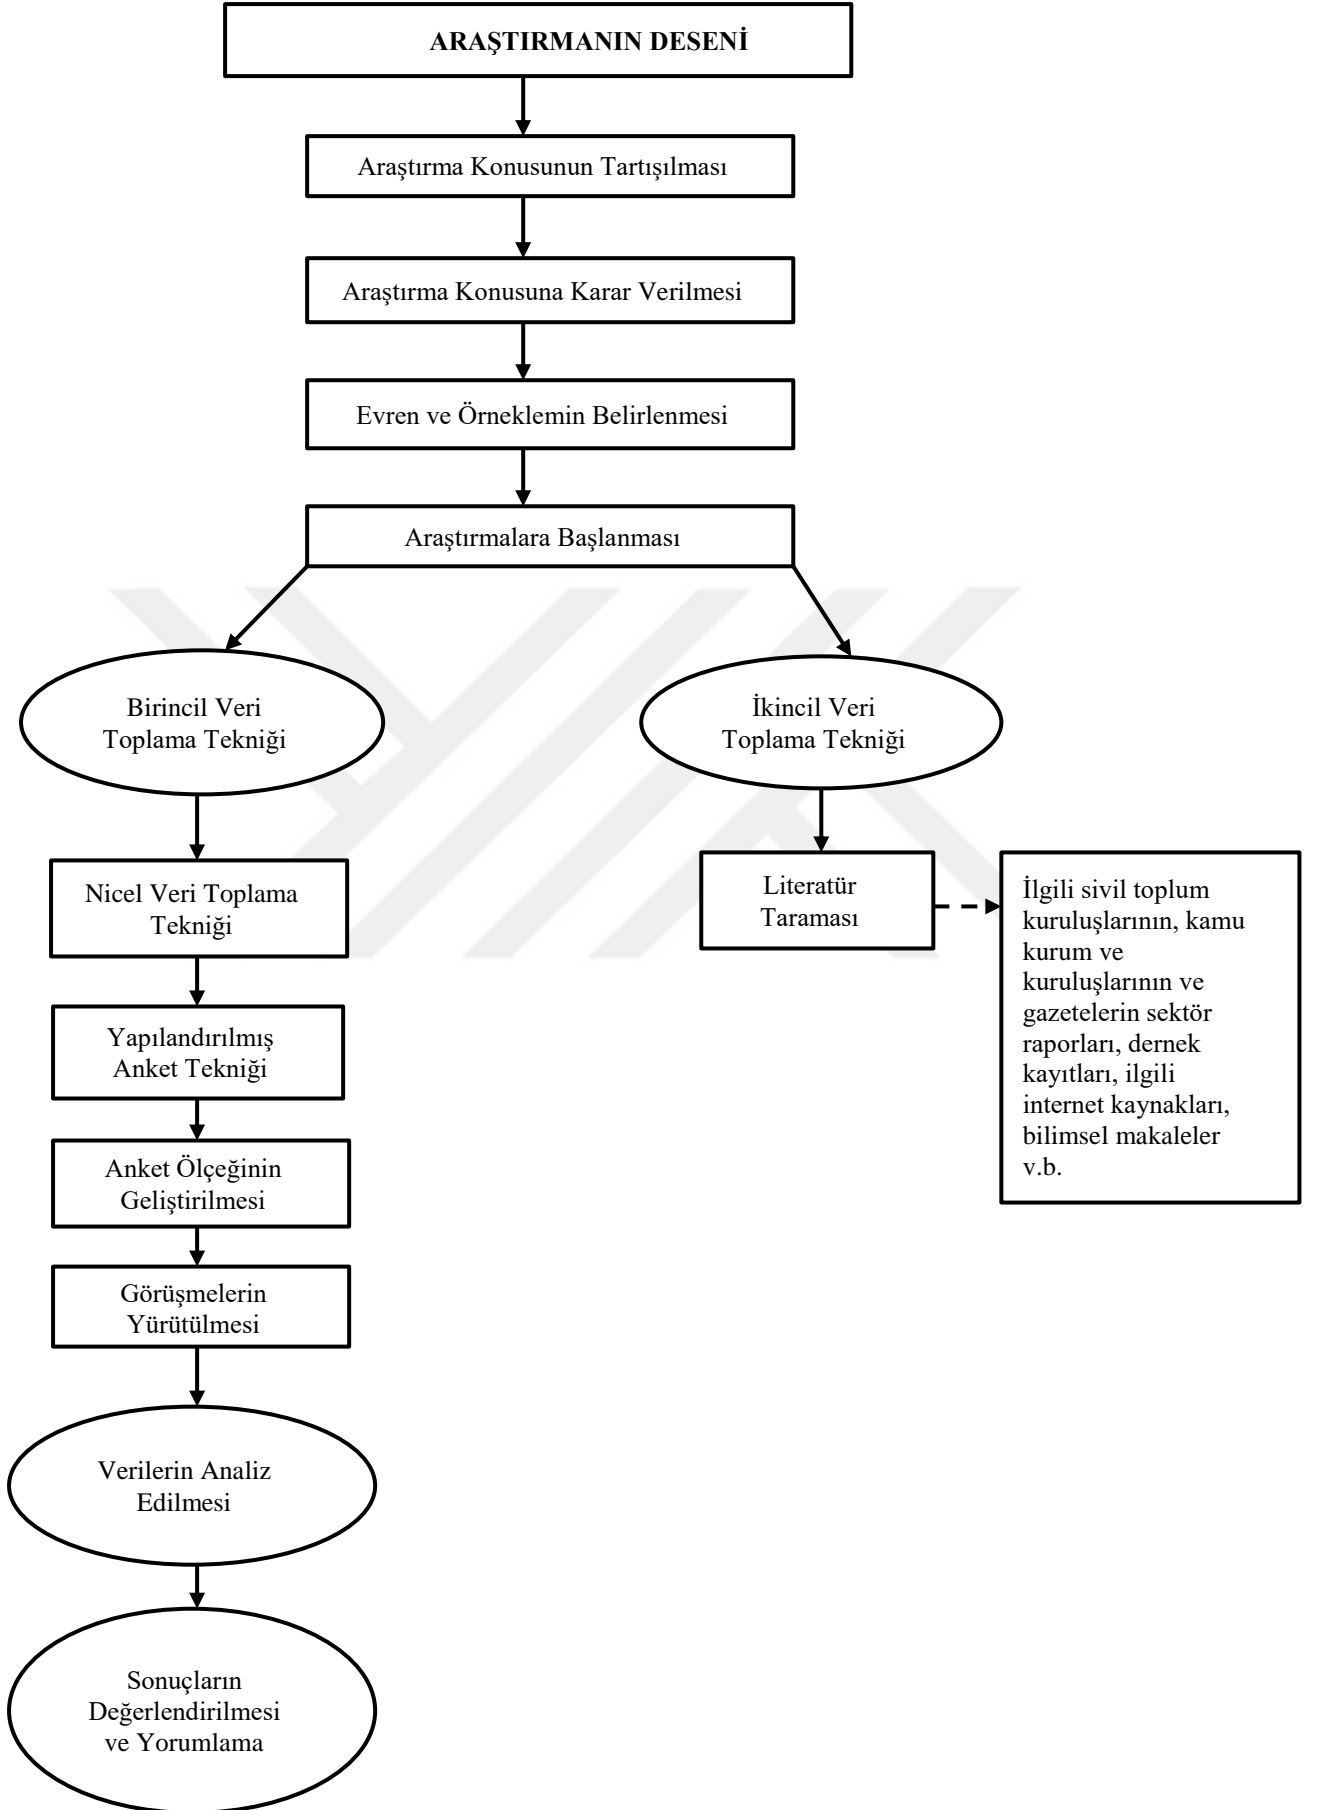 ARAŞTIRMANIN DESENİ
Araştırma Konusunun Tartışılması
Araştırma Konusuna Karar Verilmesi
Evren ve Örneklemin Belirlenmesi
Araştırmalara Başlanması
Birincil Veri
Toplama Tekniği
İkincil Veri
Toplama Tekniği
Nicel Veri Toplama
Tekniği
Literatür
Taraması
İlgili sivil toplum
kuruluşlarının, kamu
kurum ve
kuruluşlarının ve
gazetelerin sektör
raporları, dernek
kayıtları, ilgili
internet kaynakları,
bilimsel makaleler
v.b.
Yapılandırılmış
Anket Tekniği
Anket Ölçeğinin
Geliştirilmesi
Görüşmelerin
Yürütülmesi
Verilerin Analiz
Edilmesi
Sonuçların
Değerlendirilmesi
ve Yorumlama